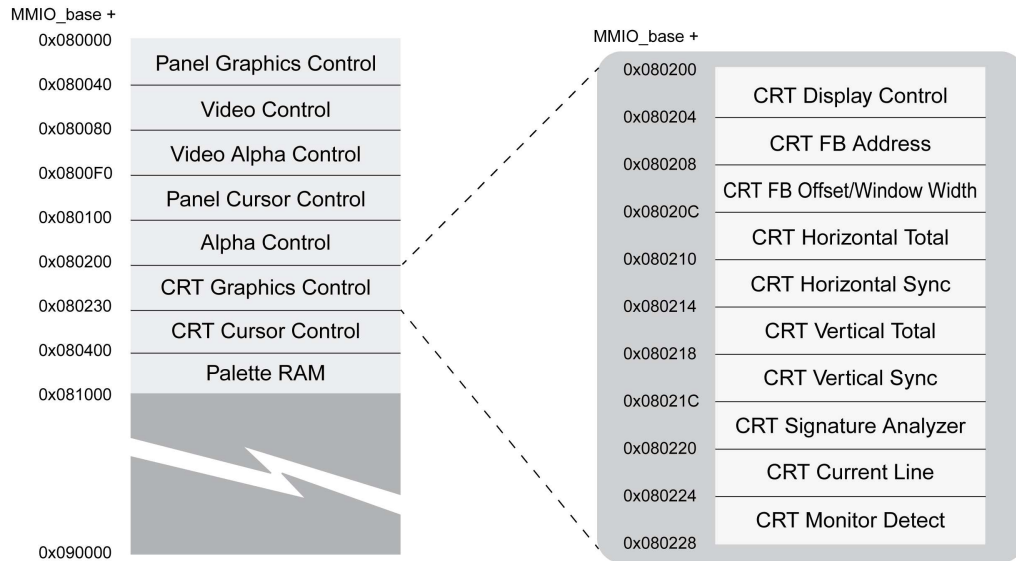 MMIO_base +
0x080000
Panel Graphics Control
0x080040
Video Control
0x080080
Video Alpha Control
0x0800F0
Panel Cursor Control
0x080100
Alpha Control
0x080200
CRT Graphics Control
0x080230
CRT Cursor Control
0x080400
Palette RAM
0x081000
0x090000
MMIO_base +
0x080200
CRT Display Control
0x080204
CRT FB Address
0x080208
CRT FB Offset/Window Width
0x08020C
CRT Horizontal Total
0x080210
CRT Horizontal Sync
0x080214
CRT Vertical Total
0x080218
CRT Vertical Sync
0x08021C
CRT Signature Analyzer
0x080220
CRT Current Line
0x080224
CRT Monitor Detect
0x080228